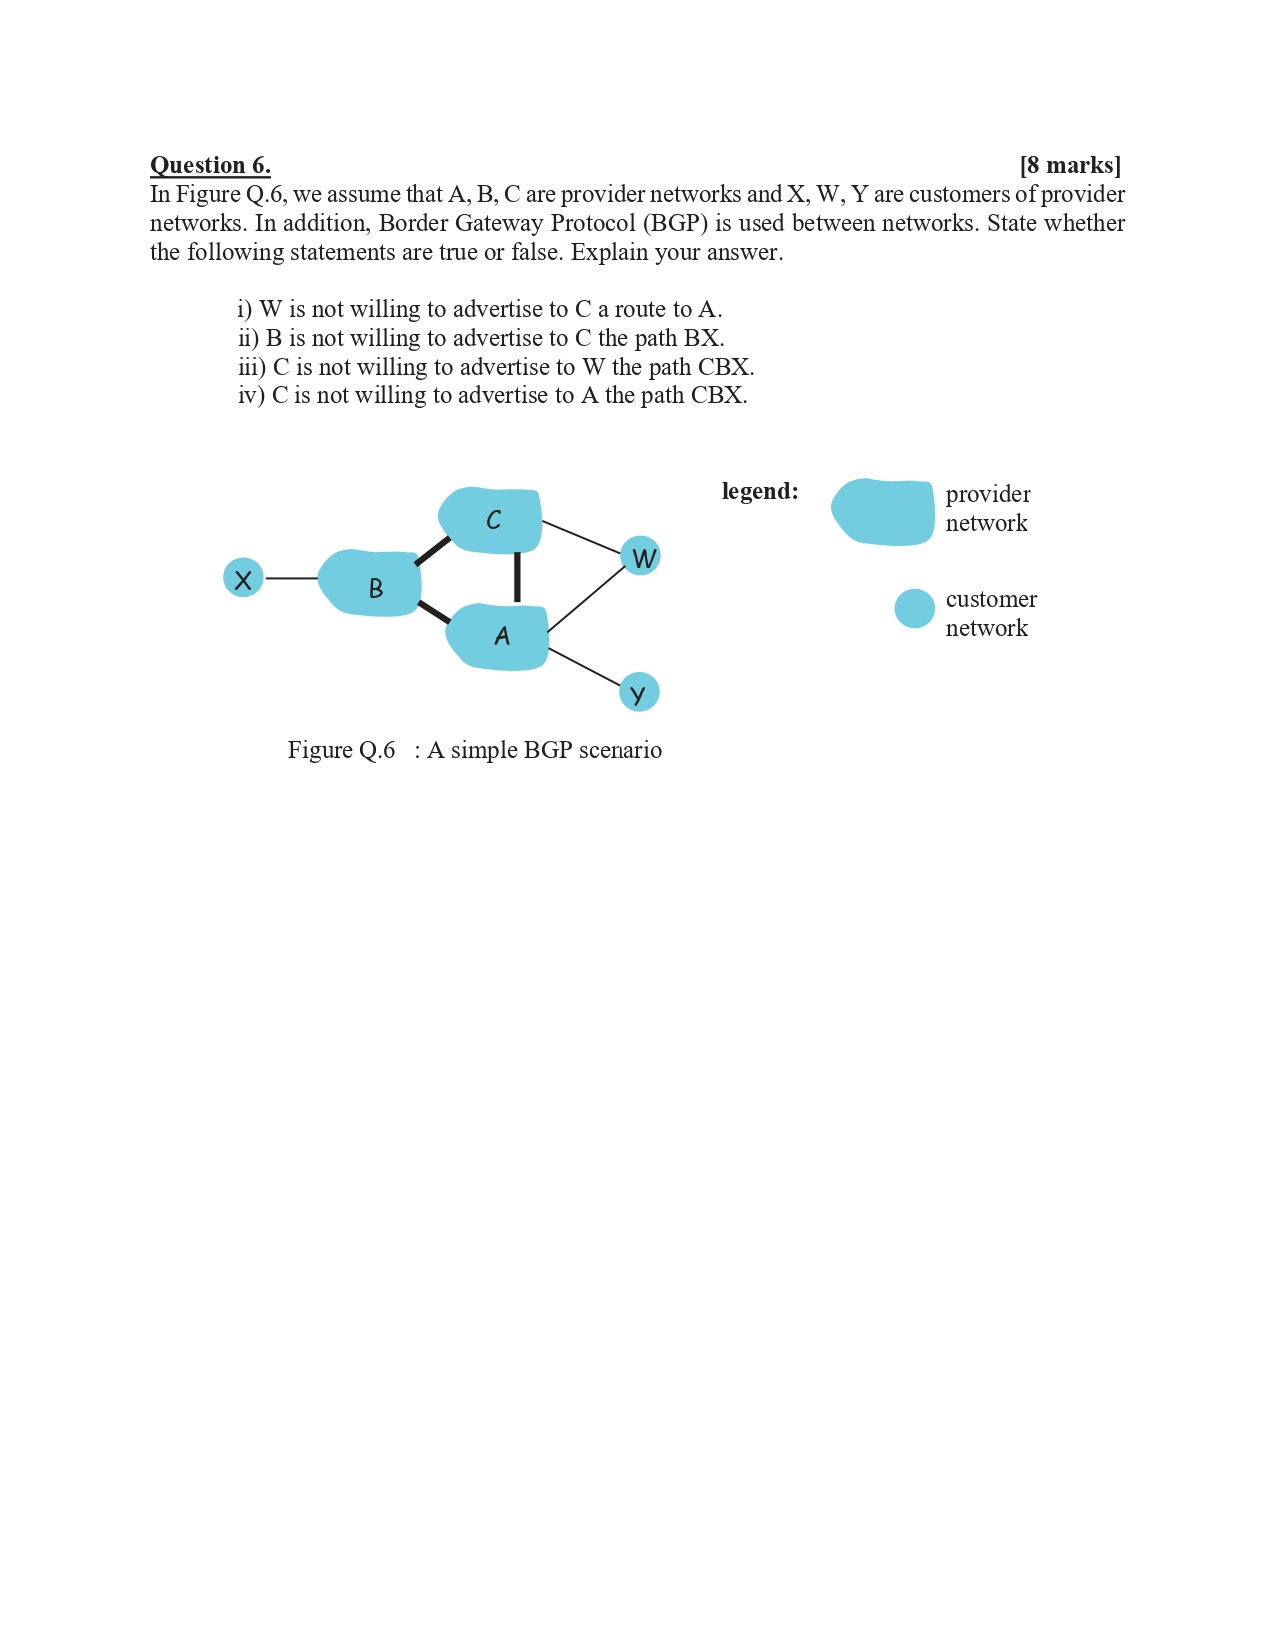 Question 6. [8 marks]
In Figure Q.6, we assume that A, B, C are provider networks and X, W, Y are customers of provider
networks. In addition, Border Gateway Protocol (BGP) is used between networks. State whether
the following statements are true or false. Explain your answer.
i) W is not willing to advertise to C a route to A.
ii) B is not willing to advertise to C the path BX.
iii) C is not willing to advertise to W the path CBX.
iv) C is not willing to advertise to A the path CBX.
legend:
provider
network
C
W
X
B
customer
network
A
Y
Figure Q.6 : A simple BGP scenario